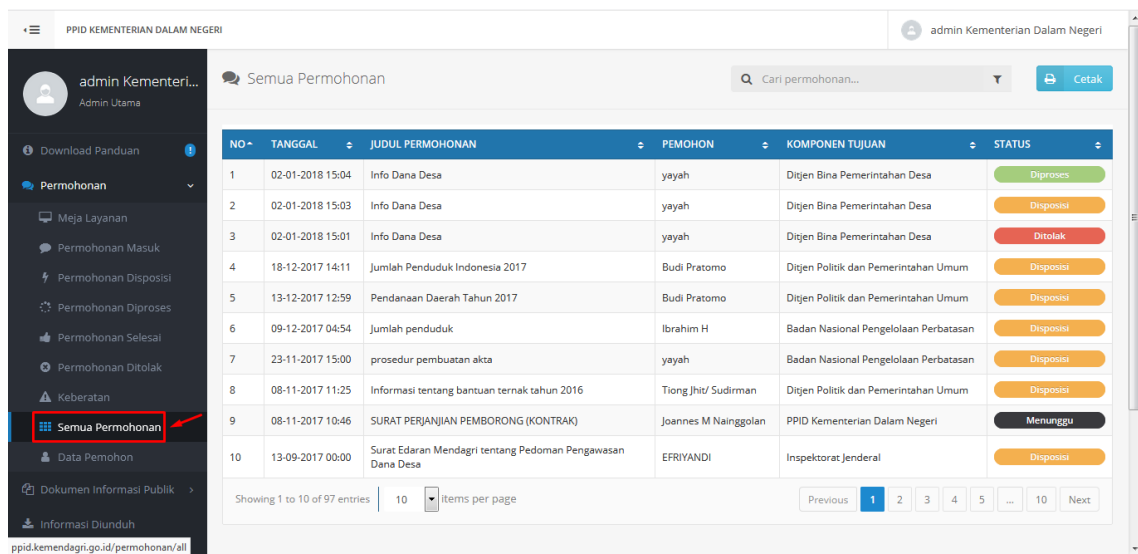 PPID KEMENTERIAN DALAM NEGERI
admin Kementerian Dalam Negeri
admin Kementeri...
Admin Utama
Download Panduan
Permohonan
Meja Layanan
Permohonan Masuk
Permohonan Disposisi
Permohonan Diproses
Permohonan Selesai
Permohonan Ditolak
Keberatan
Semua Permohonan
Data Pemohon
Dokumen Informasi Publik
Informasi Diunduh
ppid.kemendagri.go.id/permohonan/all
Semua Permohonan
Cari permohonan...
Cetak
NO TANGGAL JUDUL PERMOHONAN PEMOHON KOMPONEN TUJUAN STATUS
1 02-01-2018 15:04 Info Dana Desa yayah Ditjen Bina Pemerintahan Desa Diproses
2 02-01-2018 15:03 Info Dana Desa yayah Ditjen Bina Pemerintahan Desa Disposisi
3 02-01-2018 15:01 Info Dana Desa yayah Ditjen Bina Pemerintahan Desa Ditolak
4 18-12-2017 14:11 Jumlah Penduduk Indonesia 2017 Budi Pratomo Ditjen Politik dan Pemerintahan Umum Disposisi
5 13-12-2017 12:59 Pendanaan Daerah Tahun 2017 Budi Pratomo Ditjen Politik dan Pemerintahan Umum Disposisi
6 09-12-2017 04:54 Jumlah penduduk Ibrahim H Badan Nasional Pengelolaan Perbatasan Disposisi
7 23-11-2017 15:00 prosedur pembuatan akta yayah Badan Nasional Pengelolaan Perbatasan Disposisi
8 08-11-2017 11:25 Informasi tentang bantuan ternak tahun 2016 Tiong Jhit/ Sudirman Ditjen Politik dan Pemerintahan Umum Disposisi
9 08-11-2017 10:46 SURAT PERJANJIAN PEMBORONG (KONTRAK) Joannes M Nainggolan PPID Kementerian Dalam Negeri Menunggu
10 13-09-2017 00:00 Surat Edaran Mendagri tentang Pedoman Pengawasan Dana Desa EFRIYANDI Inspektorat Jenderal Disposisi
Showing 1 to 10 of 97 entries 10 items per page Previous 1 2 3 4 5 ... 10 Next